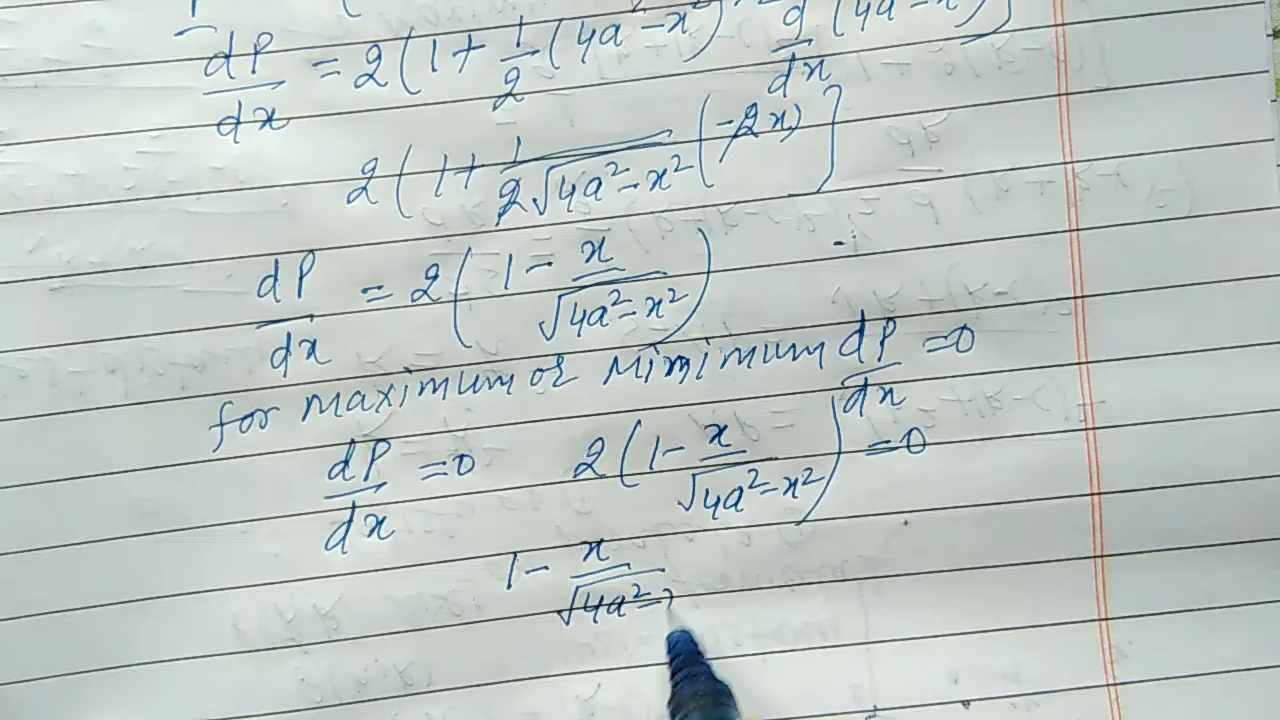 dP/dx = 2(1+ 1/2 (4a²-x²) d/dx (4a²-x²)]
2(1+ 1/2√4a²-x² (-2x)]
dP/dx = 2(1- x/√4a²-x²)
for maximum or Minimum dP/dx =0
dP/dx =0 2(1- x/√4a²-x²) =0
1- x/√4a²-